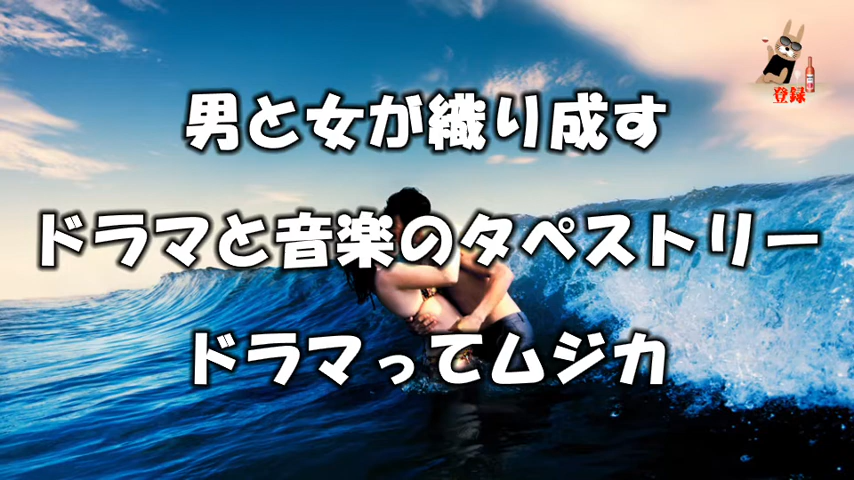 登録
男と女が織り成す
ドラマと音楽のタペストリー
ドラマってムジカ